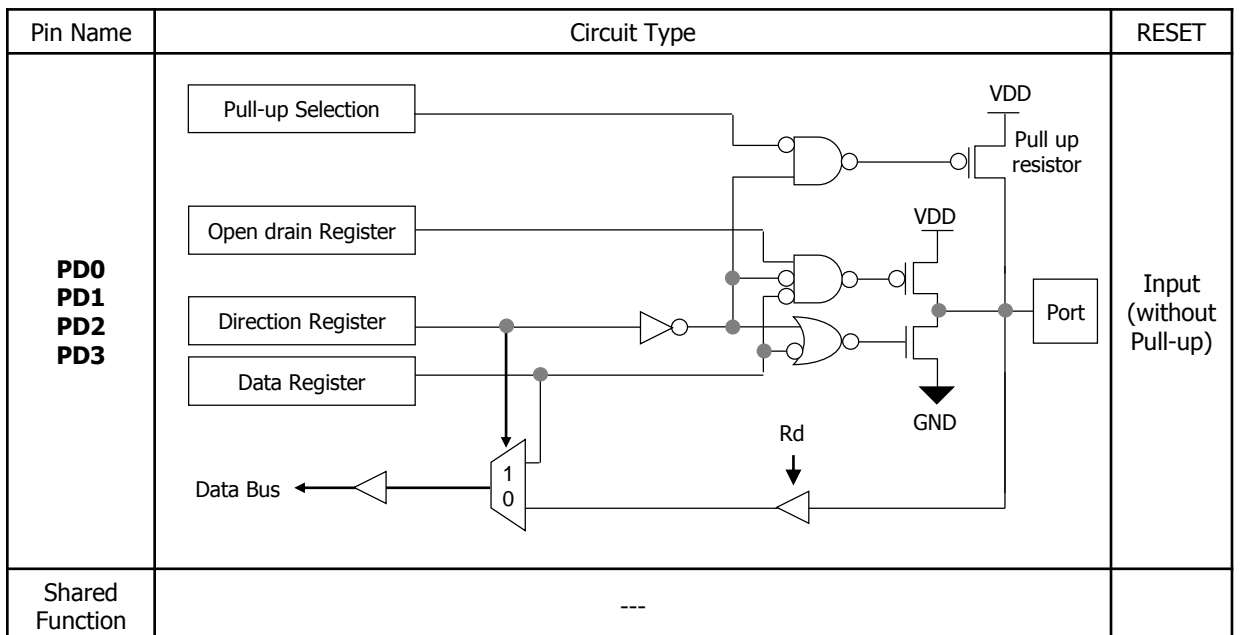 Pin Name
Circuit Type
RESET
PD0
PD1
PD2
PD3
Pull-up Selection
VDD
Pull up
resistor
Open drain Register
VDD
Direction Register
Port
Data Register
GND
Rd
1
0
Data Bus
Input
(without
Pull-up)
Shared
Function
---